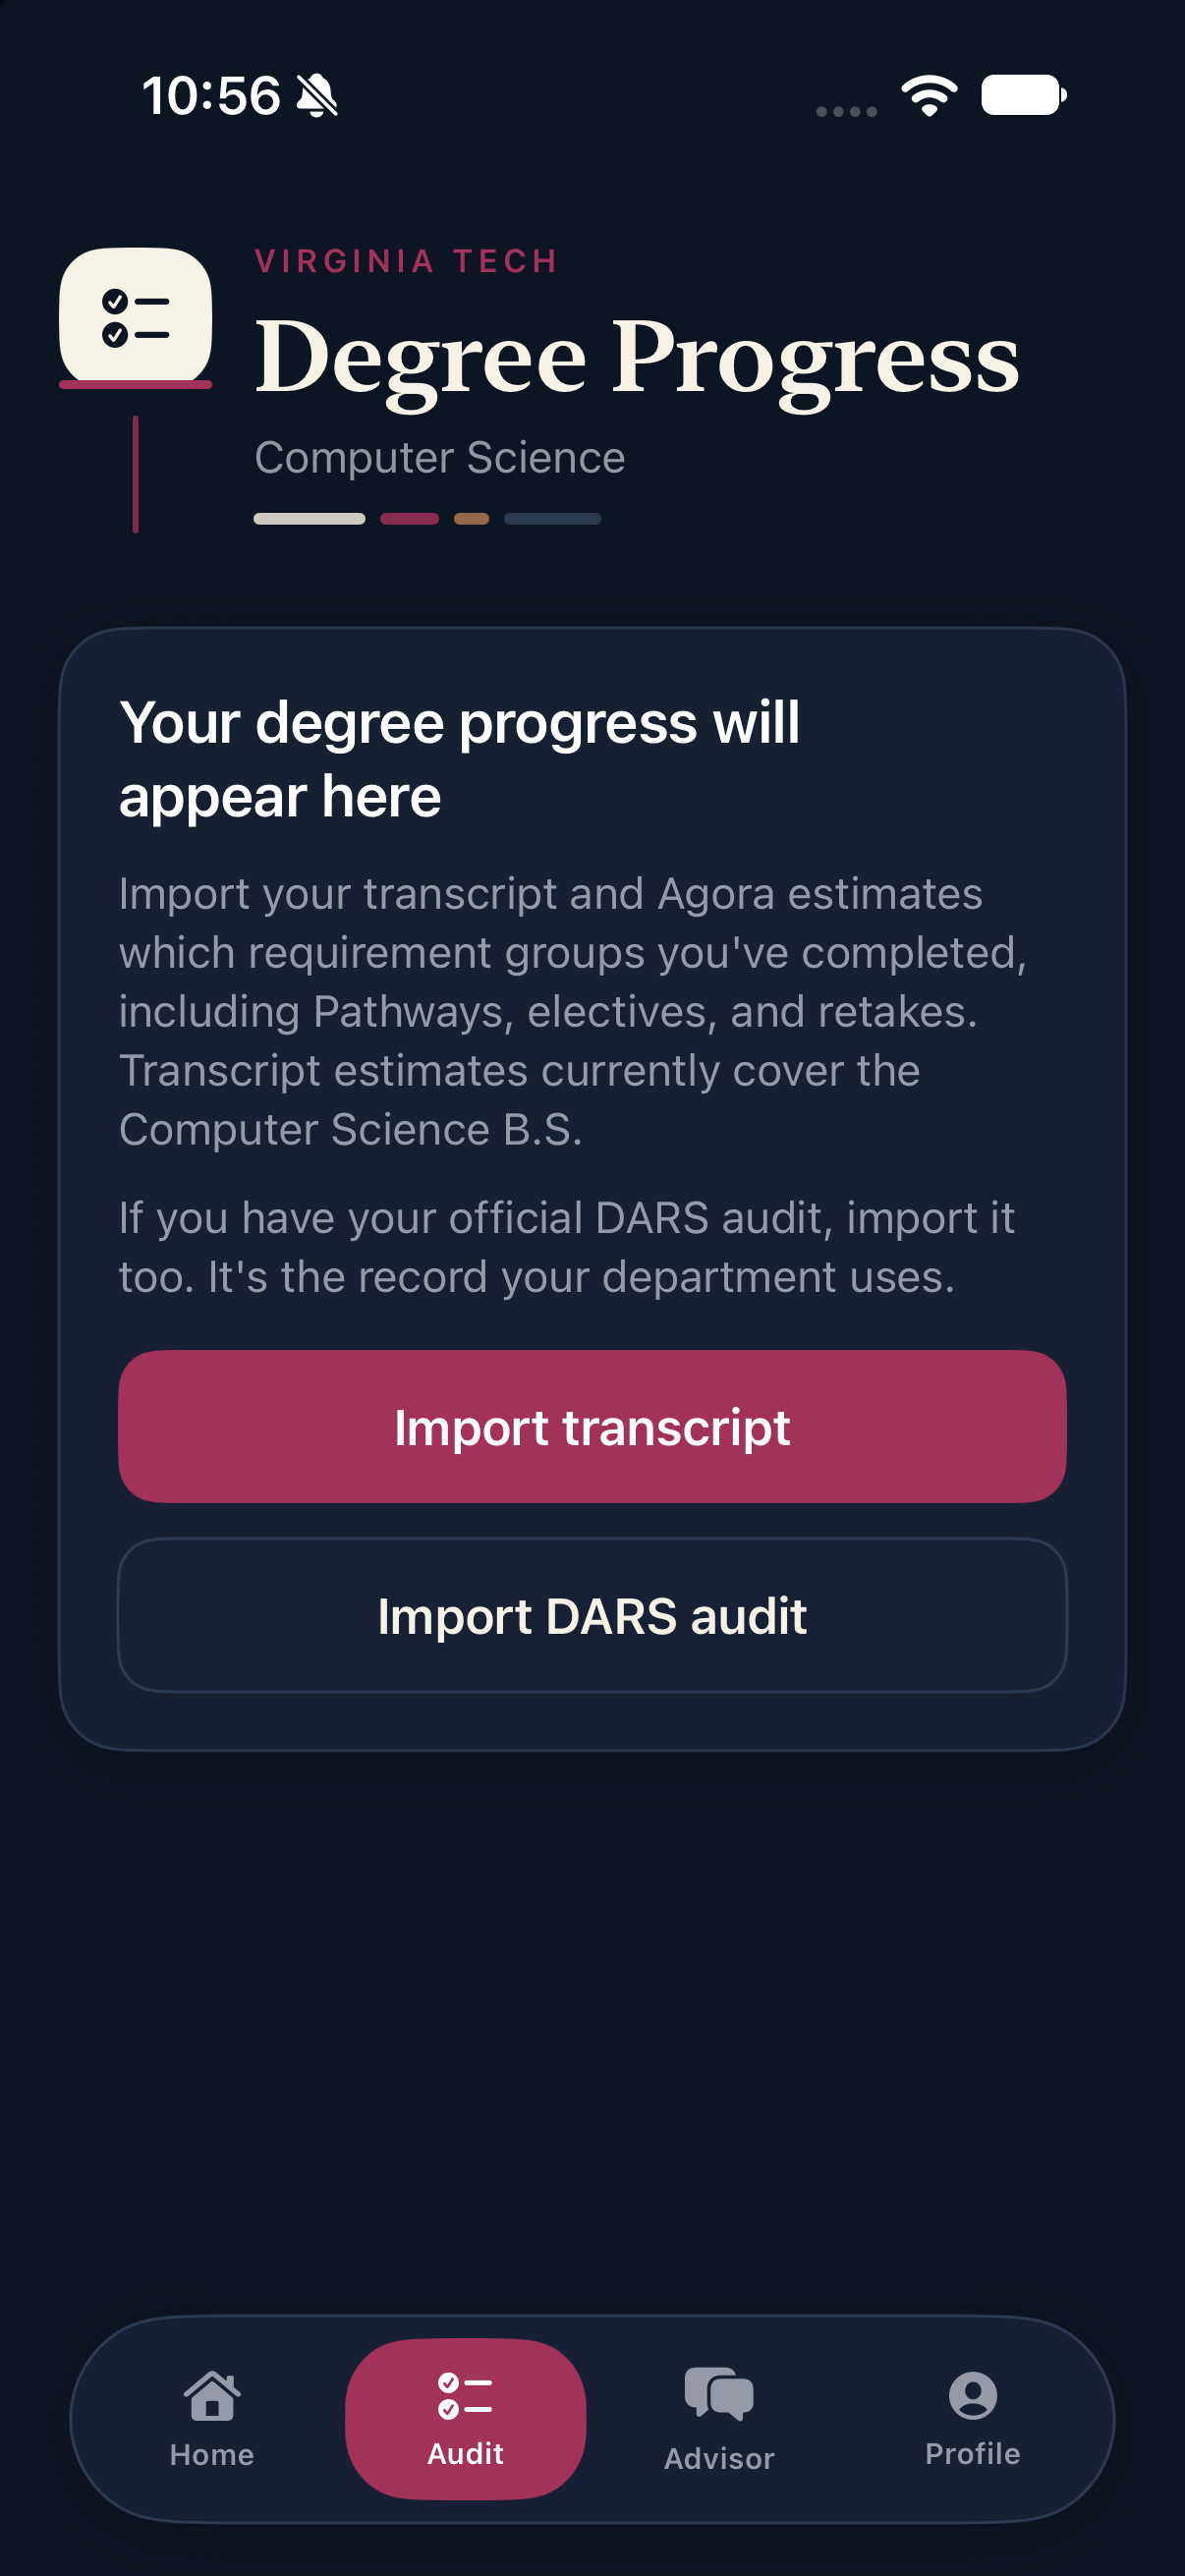 10:56
VIRGINIA TECH
Degree Progress
Computer Science
Your degree progress will
appear here
Import your transcript and Agora estimates
which requirement groups you've completed,
including Pathways, electives, and retakes.
Transcript estimates currently cover the
Computer Science B.S.
If you have your official DARS audit, import it
too. It's the record your department uses.
Import transcript
Import DARS audit
Home
Audit
Advisor
Profile